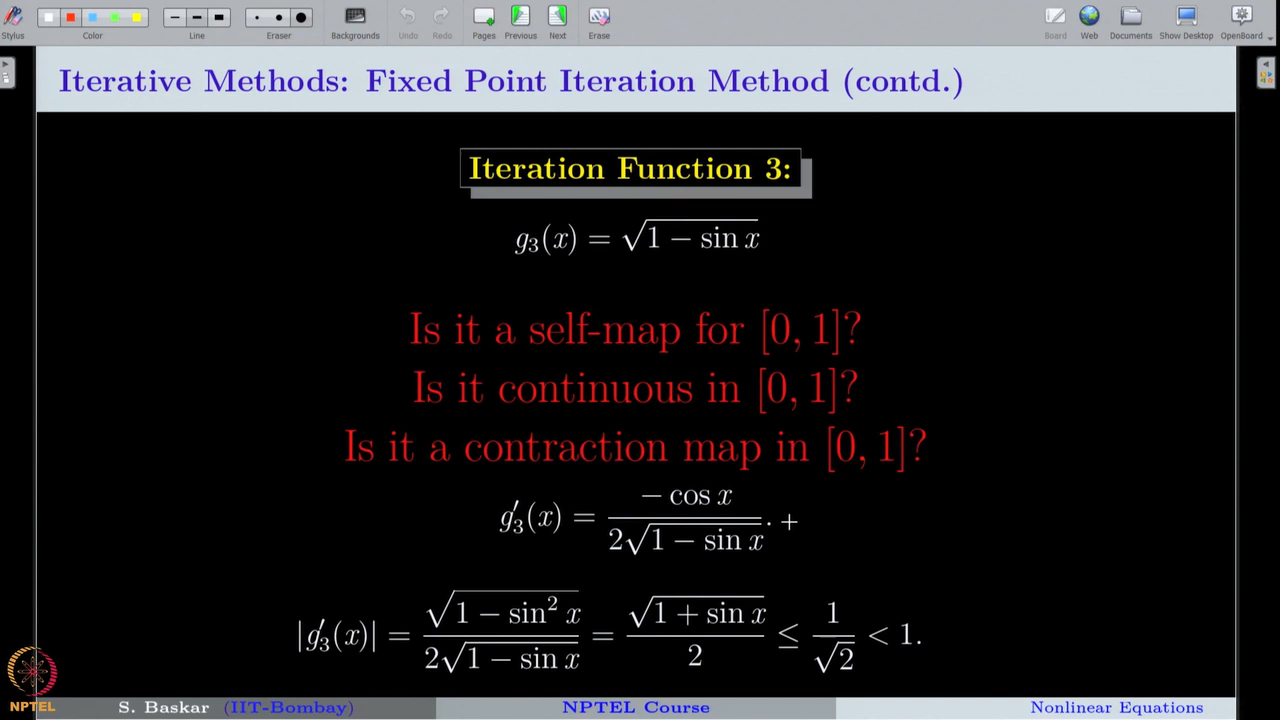 Stylus Color Line Eraser Backgrounds Undo Redo Pages Previous Next Erase Board Web Documents Show Desktop OpenBoard
Iterative Methods: Fixed Point Iteration Method (contd.)
Iteration Function 3:
g₃(x) = √(1 − sin x)
Is it a self-map for [0, 1]?
Is it continuous in [0, 1]?
Is it a contraction map in [0, 1]?
g′₃(x) = (− cos x)/(2√(1 − sin x)).
|g′₃(x)| = √(1 − sin² x)/(2√(1 − sin x)) = √(1 + sin x)/2 ≤ 1/√2 < 1.
NPTEL
S. Baskar (IIT-Bombay) NPTEL Course Nonlinear Equations